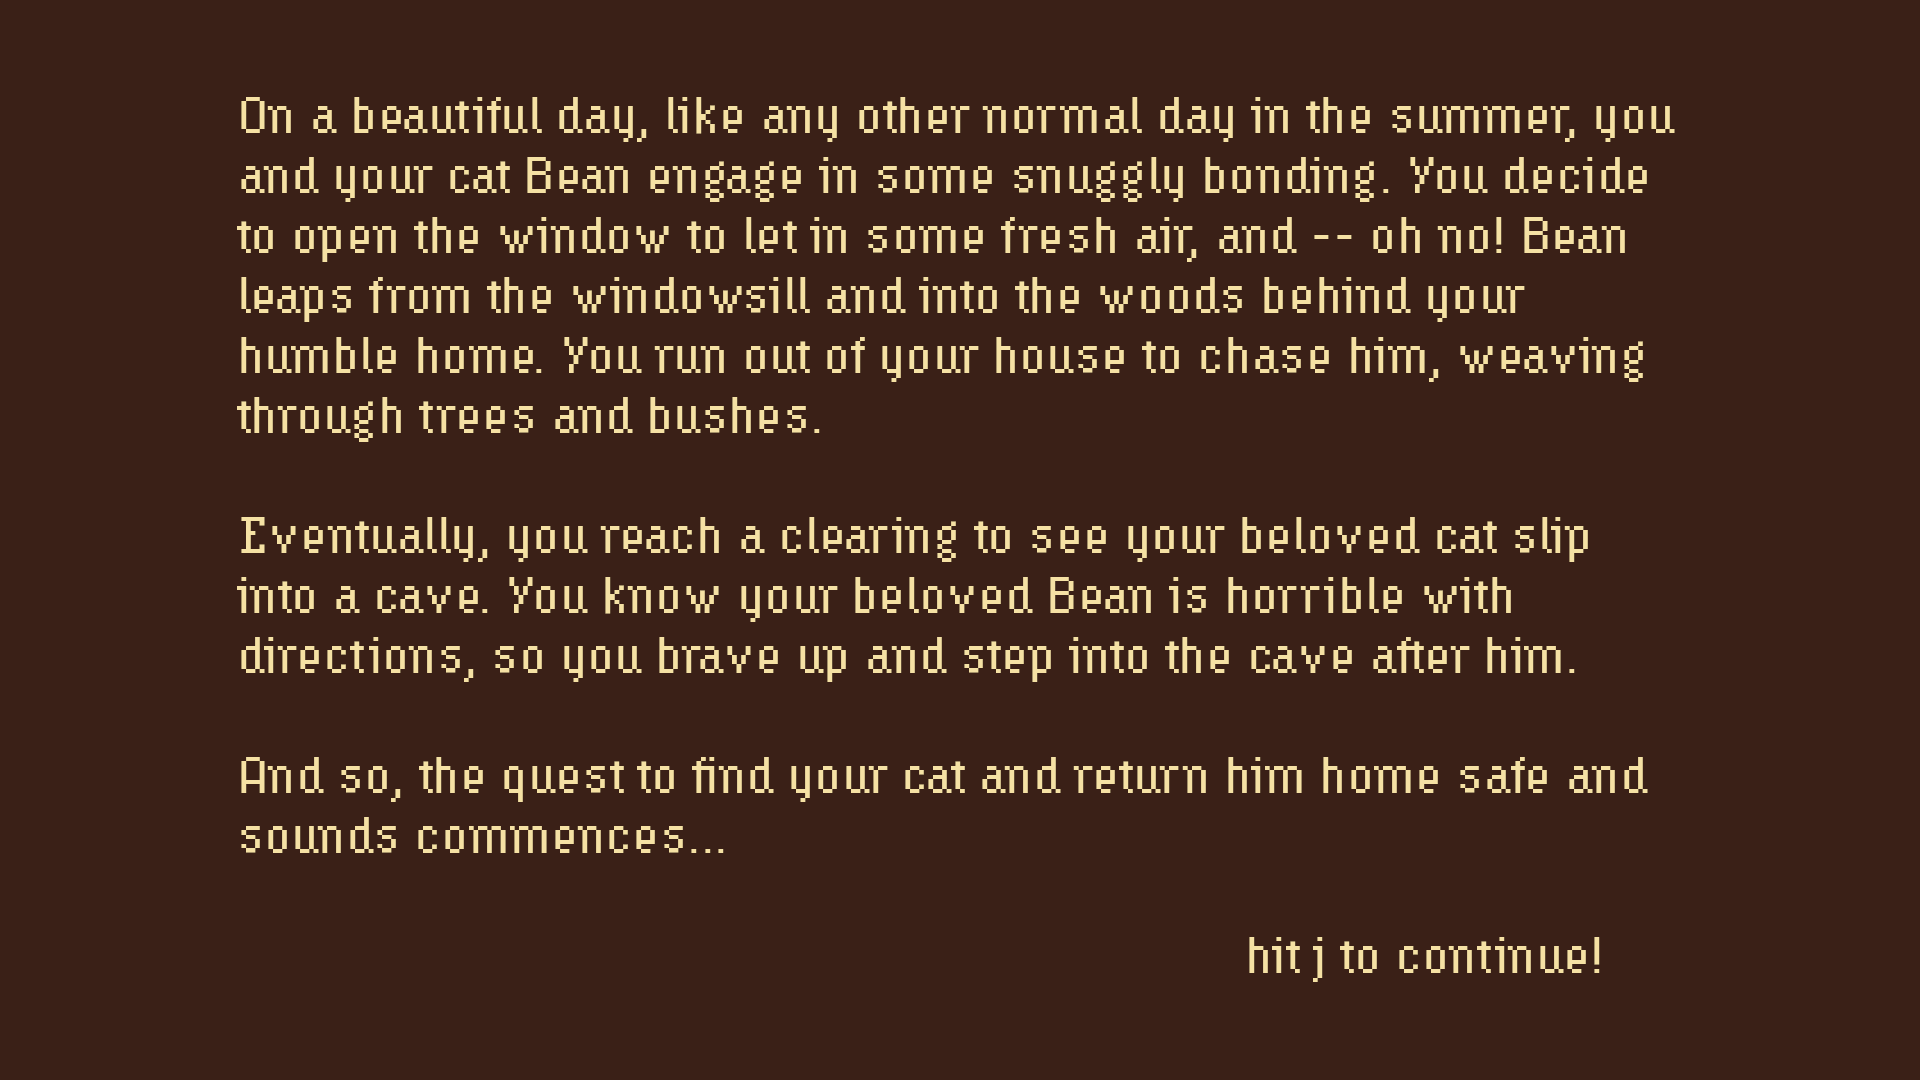 On a beautiful day, like any other normal day in the summer, you
and your cat Bean engage in some snuggly bonding. You decide
to open the window to let in some fresh air, and -- oh no! Bean
leaps from the windowsill and into the woods behind your
humble home. You run out of your house to chase him, weaving
through trees and bushes.
Eventually, you reach a clearing to see your beloved cat slip
into a cave. You know your beloved Bean is horrible with
directions, so you brave up and step into the cave after him.
And so, the quest to find your cat and return him home safe and
sounds commences...
hit j to continue!